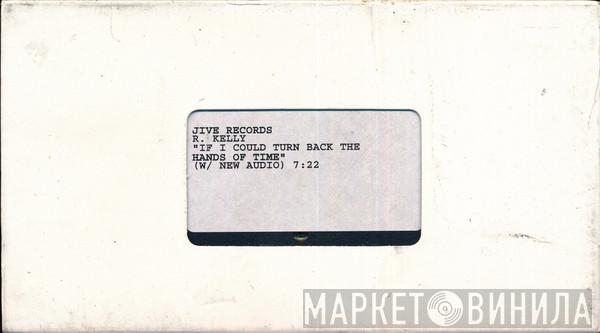 JIVE RECORDS
R. KELLY
"IF I COULD TURN BACK THE
HANDS OF TIME"
(W/ NEW AUDIO) 7:22
МАРКЕТ ВИНИЛА